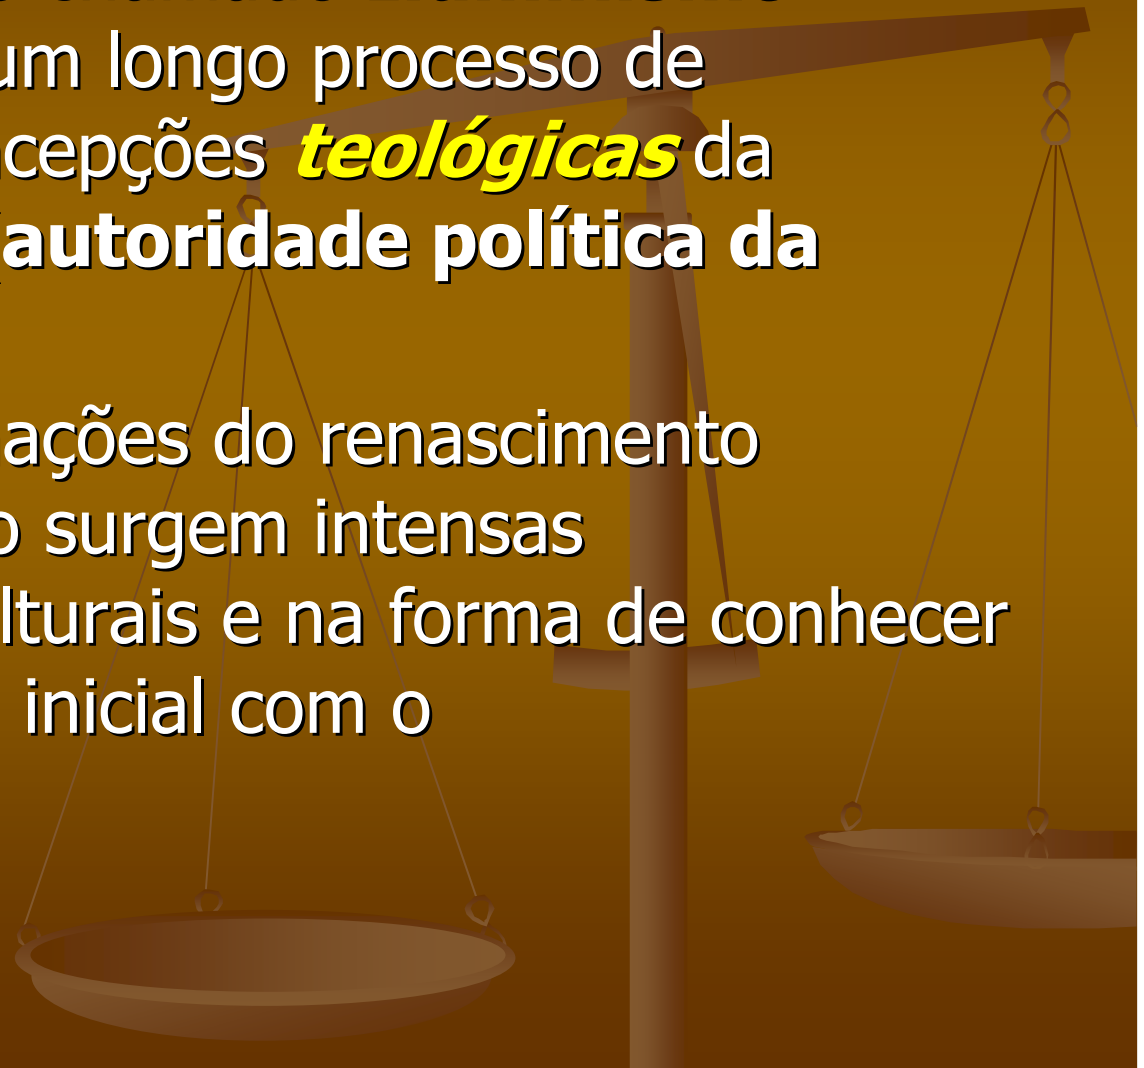 um longo processo de
cepções teológicas da
autoridade política da
ações do renascimento
o surgem intensas
lturais e na forma de conhecer
inicial com o